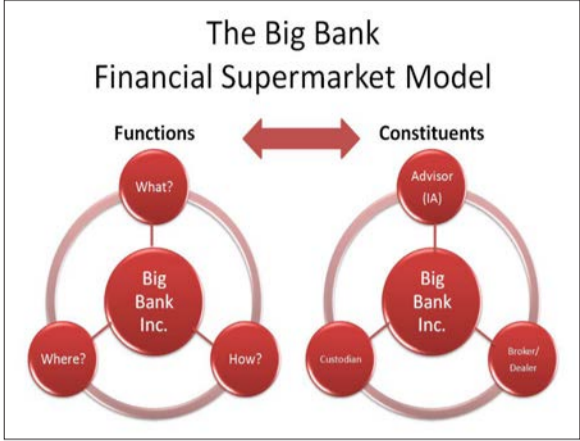 The Big Bank
Financial Supermarket Model
Functions
Constituents
What?
Big
Bank
Inc.
Where?
How?
Advisor
(IA)
Big
Bank
Inc.
Custodian
Broker/
Dealer